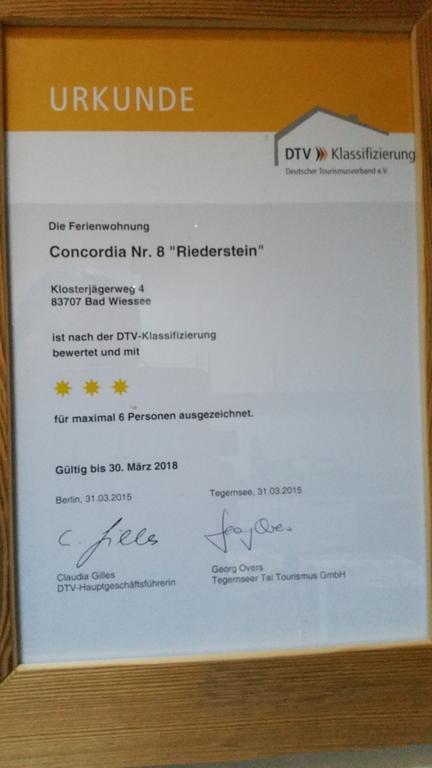 URKUNDE
DTV Klassifizierung
Deutscher Tourismusverband e.V.
Die Ferienwohnung
Concordia Nr. 8 "Riederstein"
Klosterjägerweg 4
83707 Bad Wiessee
ist nach der DTV-Klassifizierung
bewertet und mit
für maximal 6 Personen ausgezeichnet.
Gültig bis 30. März 2018
Berlin, 31.03.2015
Tegernsee, 31.03.2015
C. Gilles
Claudia Gilles
DTV-Hauptgeschäftsführerin
Georg Overs
Tegernseer Tal Tourismus GmbH